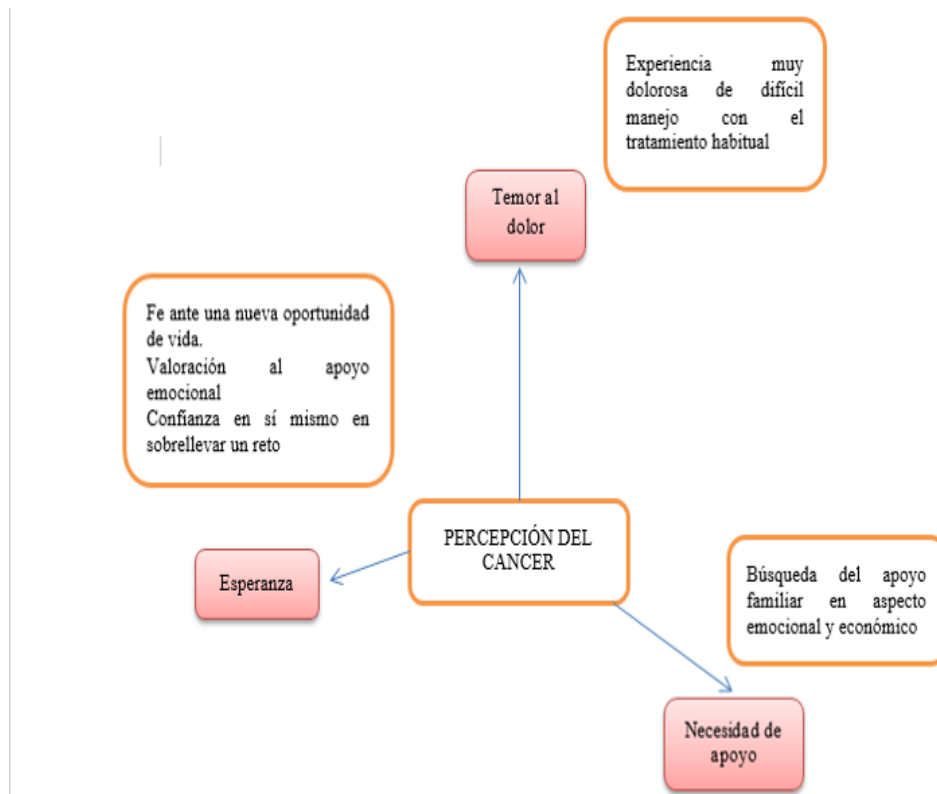 Experiencia muy
dolorosa de difícil
manejo con el
tratamiento habitual
Temor al
dolor
Fe ante una nueva oportunidad
de vida.
Valoración al apoyo
emocional
Confianza en sí mismo en
sobrellevar un reto
PERCEPCIÓN DEL
CANCER
Esperanza
Búsqueda del apoyo
familiar en aspecto
emocional y económico
Necesidad de
apoyo